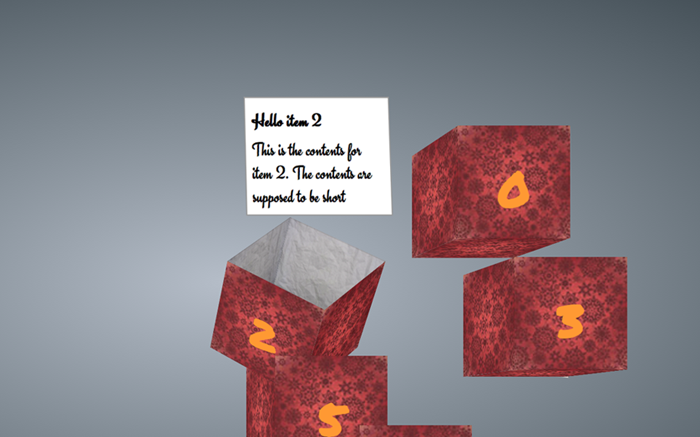 Hello item 2
This is the contents for
item 2. The contents are
supposed to be short
0
2
3
5